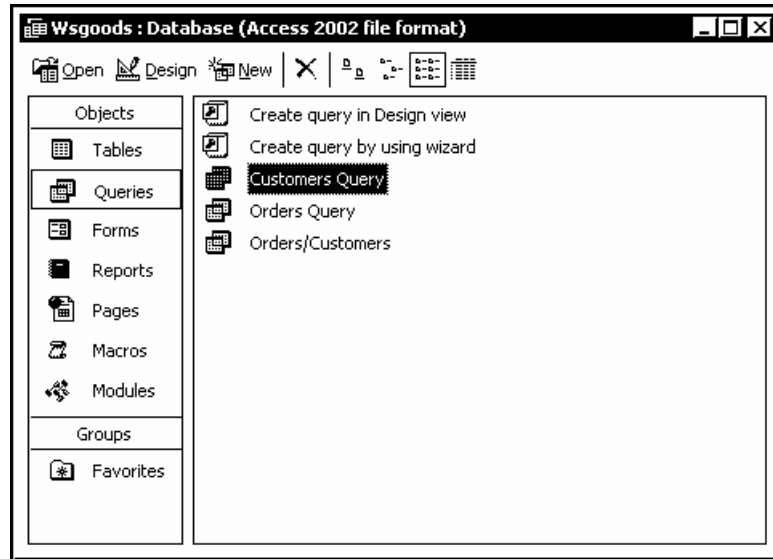 Wsgoods : Database (Access 2002 file format)
Open Design New
Objects
Tables
Queries
Forms
Reports
Pages
Macros
Modules
Groups
Favorites
Create query in Design view
Create query by using wizard
Customers Query
Orders Query
Orders/Customers